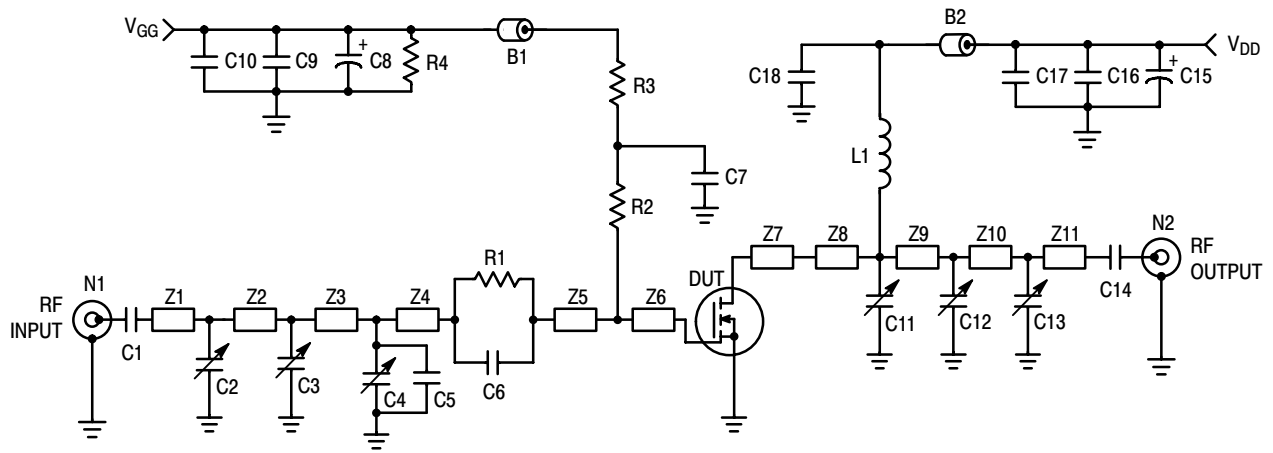 V_GG
B1
B2
V_DD
C10
C9
+
C8
R4
R3
C18
C17
C16
+
C15
L1
C7
R2
Z7
Z8
Z9
Z10
Z11
N2
RF
OUTPUT
DUT
C14
R1
N1
RF
INPUT
Z1
Z2
Z3
Z4
Z5
Z6
C11
C12
C13
C1
C2
C3
C4
C5
C6